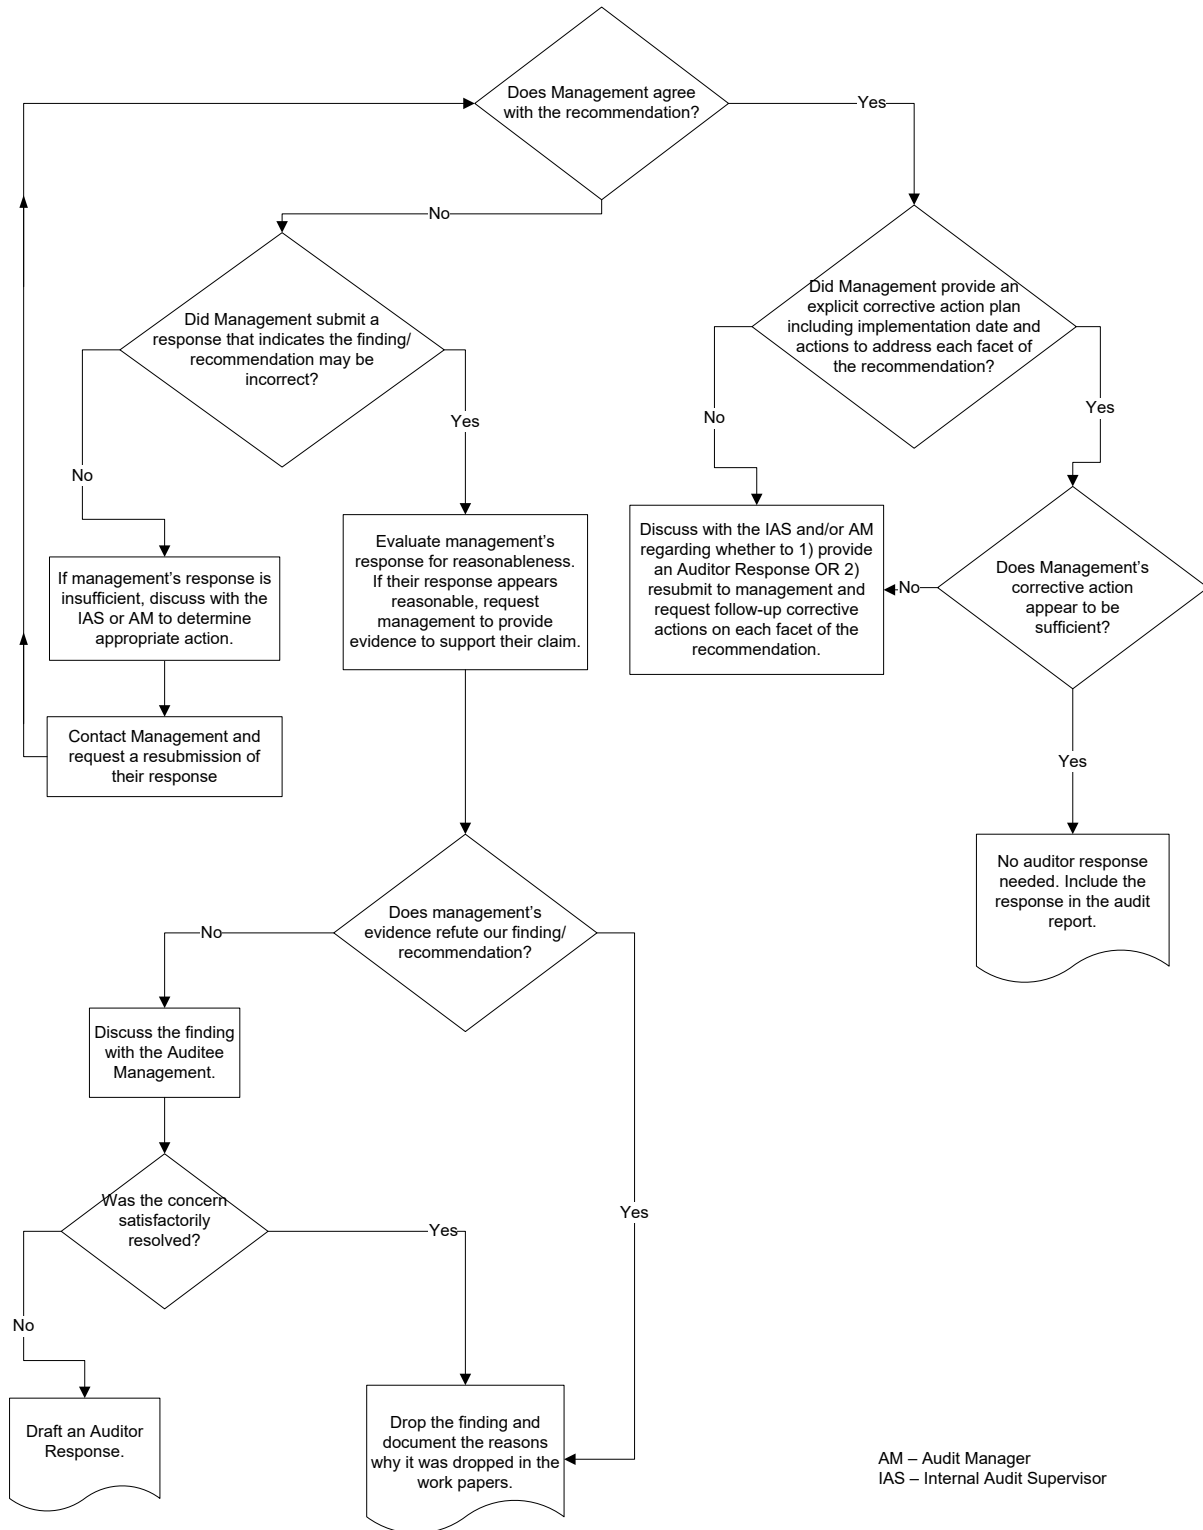 Does Management agree
with the recommendation?
Yes
No
Did Management submit a
response that indicates the finding/
recommendation may be
incorrect?
Did Management provide an
explicit corrective action plan
including implementation date and
actions to address each facet of
the recommendation?
No
Yes
No
Yes
If management's response is
insufficient, discuss with the
IAS or AM to determine
appropriate action.
Evaluate management's
response for reasonableness.
If their response appears
reasonable, request
management to provide
evidence to support their claim.
Discuss with the IAS and/or AM
regarding whether to 1) provide
an Auditor Response OR 2)
resubmit to management and
request follow-up corrective
actions on each facet of the
recommendation.
No
Does Management's
corrective action
appear to be
sufficient?
Contact Management and
request a resubmission of
their response
Yes
No auditor response
needed. Include the
response in the audit
report.
Does management's
evidence refute our finding/
recommendation?
No
Yes
Discuss the finding
with the Auditee
Management.
Was the concern
satisfactorily
resolved?
Yes
No
Draft an Auditor
Response.
Drop the finding and
document the reasons
why it was dropped in the
work papers.
AM – Audit Manager
IAS – Internal Audit Supervisor